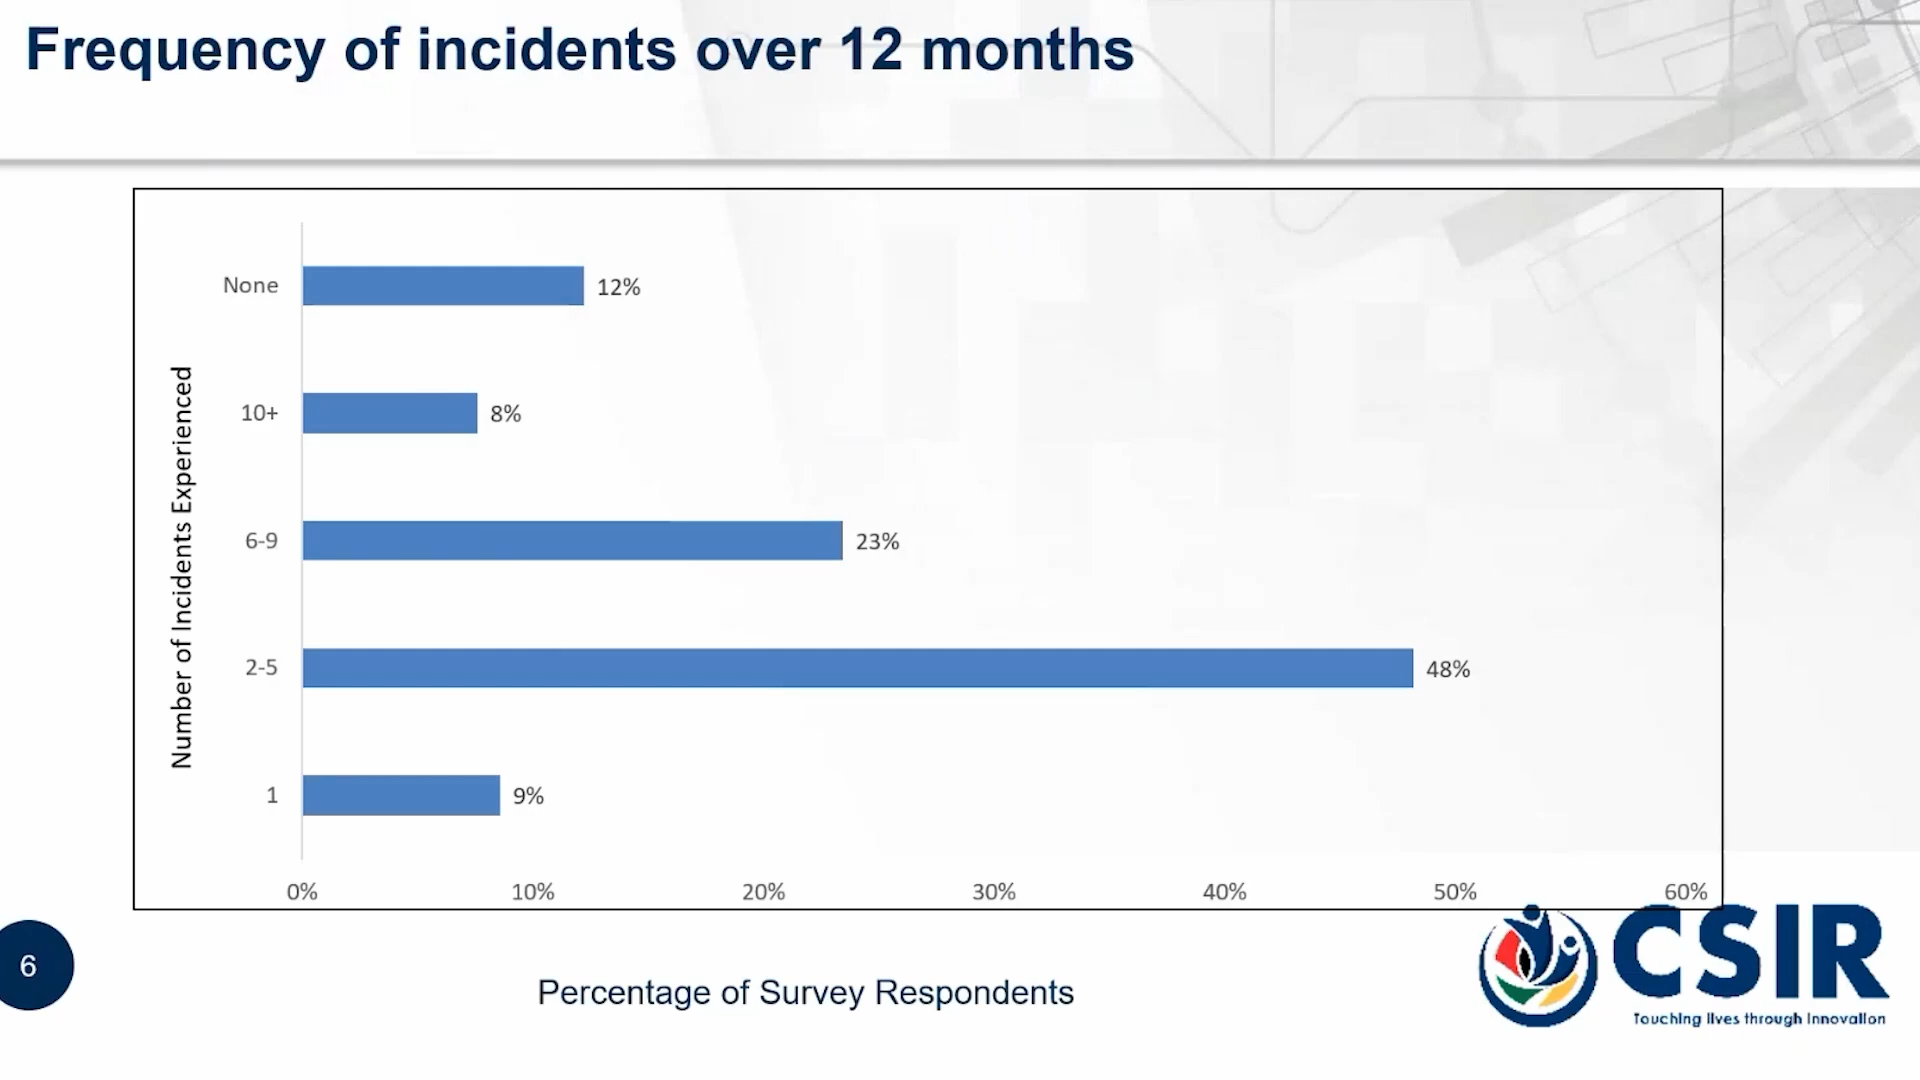 Frequency of incidents over 12 months
Number of Incidents Experienced
None
12%
10+
8%
6-9
23%
2-5
48%
1
9%
0%
10%
20%
30%
40%
50%
60%
6
Percentage of Survey Respondents
CSIR
Touching lives through innovation